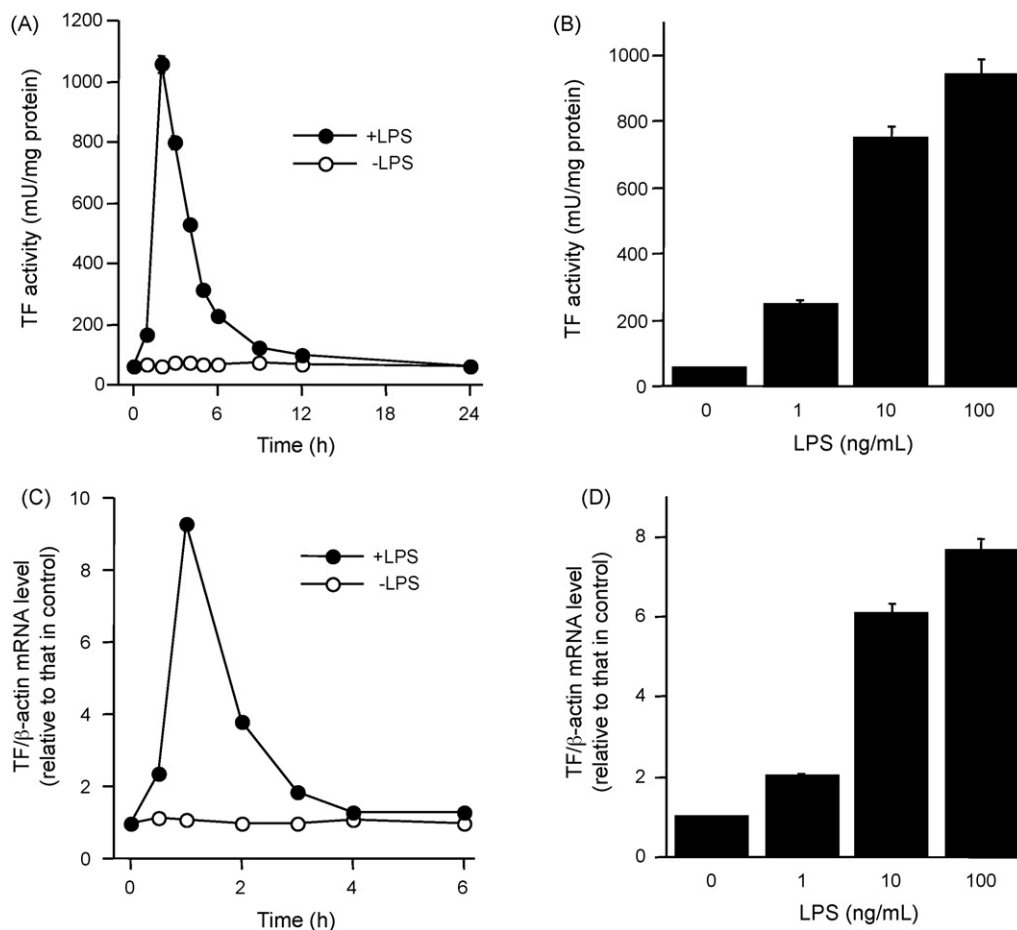 (A)
TF activity (mU/mg protein)
1200
1000
800
600
400
200
0
+LPS
-LPS
0
6
12
18
24
Time (h)
(B)
TF activity (mU/mg protein)
1000
800
600
400
200
0
0
1
10
100
LPS (ng/mL)
(C)
TF/β-actin mRNA level
(relative to that in control)
10
8
6
4
2
0
+LPS
-LPS
0
2
4
6
Time (h)
(D)
TF/β-actin mRNA level
(relative to that in control)
8
6
4
2
0
0
1
10
100
LPS (ng/mL)